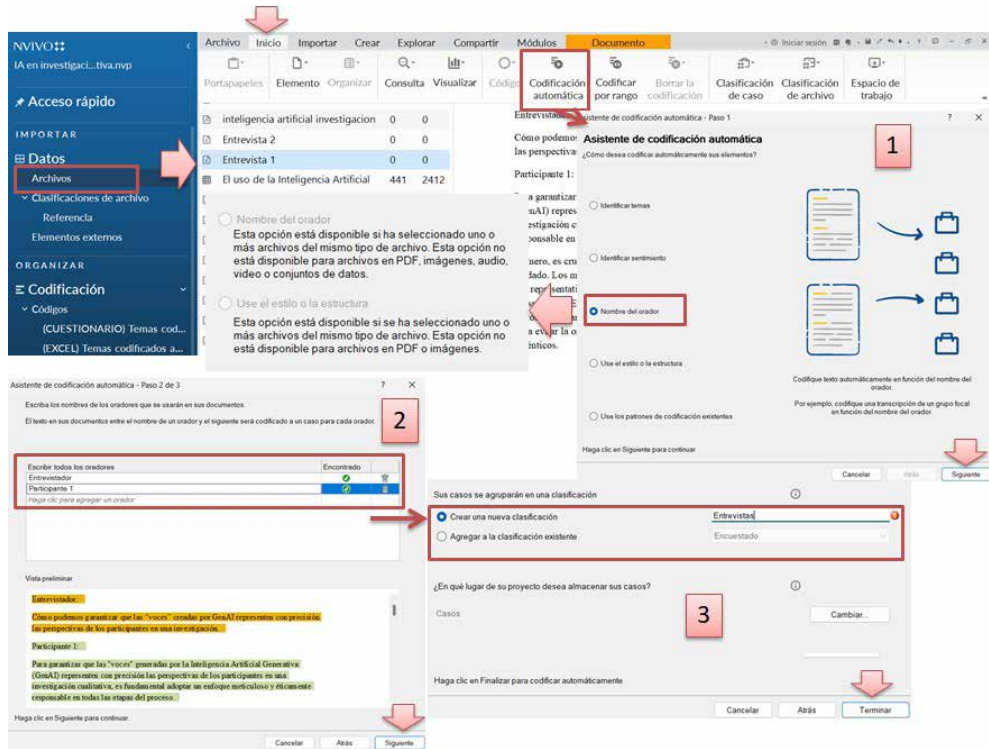 NVIVO
IA en investigaci...tiva.nvp
Acceso rápido
IMPORTAR
Datos
Archivos
Clasificaciones de archivo
Referencia
Elementos externos
ORGANIZAR
Codificación
Códigos
(CUESTIONARIO) Temas cod...
(EXCEL) Temas codificados a...
Archivo Inicio Importar Crear Explorar Compartir Módulos Documento
Iniciar sesión
Portapapeles Elemento Organizar Consulta Visualizar Código Codificación automática Codificar por rango Borrar la codificación Clasificación de caso Clasificación de archivo Espacio de trabajo
inteligencia artificial investigacion 0 0
Entrevista 2 0 0
Entrevista 1 0 0
El uso de la Inteligencia Artificial 441 2412
Nombre del orador
Esta opción está disponible si ha seleccionado uno o
más archivos del mismo tipo de archivo. Esta opción no
está disponible para archivos en PDF, imágenes, audio,
video o conjuntos de datos.
Use el estilo o la estructura
Esta opción está disponible si se ha seleccionado uno o
más archivos del mismo tipo de archivo. Esta opción no
está disponible para archivos en PDF o imágenes.
Cómo podemos
las perspectiva
Participante 1:
Asistente de codificación automática - Paso 1
? ×
Asistente de codificación automática
¿Cómo desea codificar automáticamente sus elementos?
1
Identificar temas
Identificar sentimiento
Nombre del orador
Use el estilo o la estructura
Use los patrones de codificación existentes
Codifique texto automáticamente en función del nombre del
orador.
Por ejemplo, codifique una transcripción de un grupo focal
en función del nombre del orador.
Haga clic en Siguiente para continuar
Cancelar Atrás Siguiente
Asistente de codificación automática - Paso 2 de 3
? ×
Escriba los nombres de los oradores que se usarán en sus documentos.
El texto en sus documentos entre el nombre de un orador y el siguiente será codificado a un caso para cada orador.
2
Escribir todos los oradores Encontrado
Entrevistador
Participante 1
Haga clic para agregar un orador
Vista preliminar
Entrevistador:
Cómo podemos garantizar que las "voces" creadas por GenAI representen con precisión
las perspectivas de los participantes en una investigación.
Participante 1:
Para garantizar que las "voces" generadas por la Inteligencia Artificial Generativa
(GenAI) representen con precisión las perspectivas de los participantes en una
investigación cualitativa, es fundamental adoptar un enfoque meticuloso y éticamente
responsable en todas las etapas del proceso.
Haga clic en Siguiente para continuar.
Cancelar Atrás Siguiente
Sus casos se agruparán en una clasificación
Crear una nueva clasificación Entrevistas
Agregar a la clasificación existente Encuestado
¿En qué lugar de su proyecto desea almacenar sus casos?
Casos
3
Cambiar...
Haga clic en Finalizar para codificar automáticamente
Cancelar Atrás Terminar